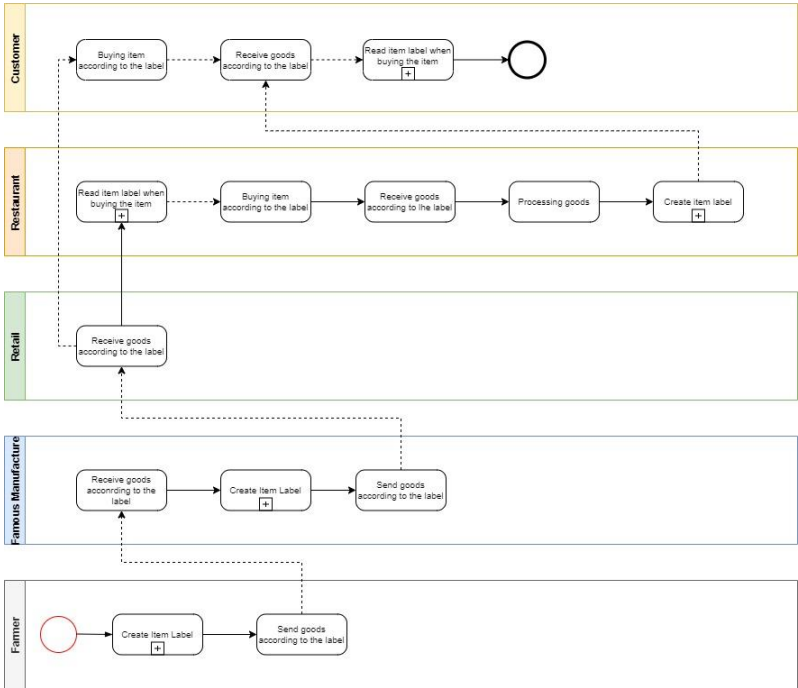 Customer
Buying item
according to the label
Receive goods
according to the label
Read item label when
buying the item
Restaurant
Read item label when
buying the item
Buying item
according to the label
Receive goods
according to lhe label
Processing goods
Create item label
Retail
Receive goods
according to the label
Famous Manufacture
Receive goods
acconrding to the
label
Create Item Label
Send goods
according to the label
Farmer
Create Item Label
Send goods
according to the label